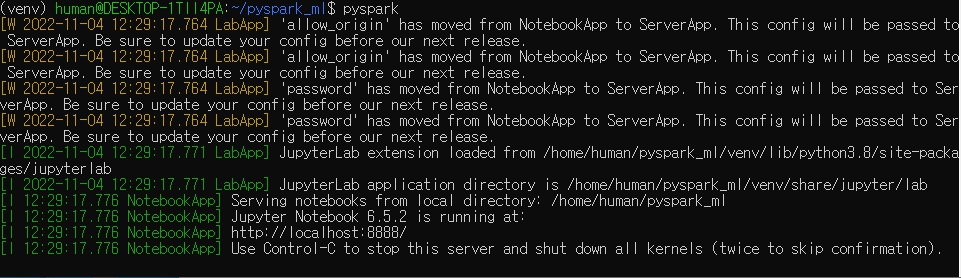 (venv) human@DESKTOP-1TII4PA:~/pyspark_ml$ pyspark
[W 2022-11-04 12:29:17.764 LabApp] 'allow_origin' has moved from NotebookApp to ServerApp. This config will be passed to
 ServerApp. Be sure to update your config before our next release.
[W 2022-11-04 12:29:17.764 LabApp] 'allow_origin' has moved from NotebookApp to ServerApp. This config will be passed to
 ServerApp. Be sure to update your config before our next release.
[W 2022-11-04 12:29:17.764 LabApp] 'password' has moved from NotebookApp to ServerApp. This config will be passed to Ser
verApp. Be sure to update your config before our next release.
[W 2022-11-04 12:29:17.764 LabApp] 'password' has moved from NotebookApp to ServerApp. This config will be passed to Ser
verApp. Be sure to update your config before our next release.
[I 2022-11-04 12:29:17.771 LabApp] JupyterLab extension loaded from /home/human/pyspark_ml/venv/lib/python3.8/site-packa
ges/jupyterlab
[I 2022-11-04 12:29:17.771 LabApp] JupyterLab application directory is /home/human/pyspark_ml/venv/share/jupyter/lab
[I 12:29:17.776 NotebookApp] Serving notebooks from local directory: /home/human/pyspark_ml
[I 12:29:17.776 NotebookApp] Jupyter Notebook 6.5.2 is running at:
[I 12:29:17.776 NotebookApp] http://localhost:8888/
[I 12:29:17.776 NotebookApp] Use Control-C to stop this server and shut down all kernels (twice to skip confirmation).